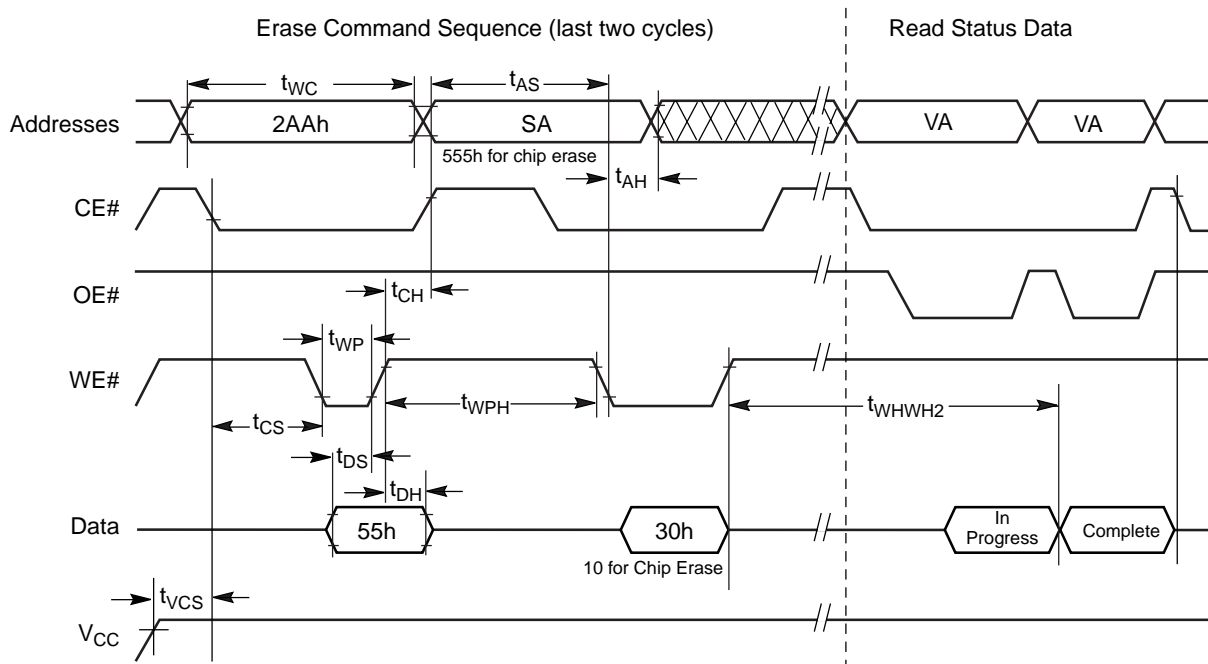 Erase Command Sequence (last two cycles)
Read Status Data
tWC
tAS
Addresses
2AAh
SA
VA
VA
555h for chip erase
tAH
CE#
OE#
tCH
tWP
WE#
tWPH
tWHWH2
tCS
tDS
tDH
Data
55h
30h
In
Progress
Complete
10 for Chip Erase
tVCS
VCC